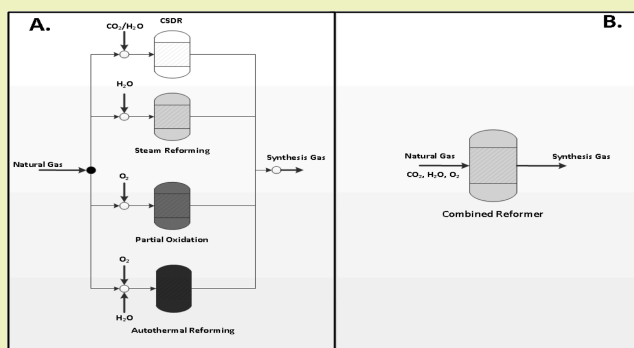 A.
B.
CSDR
CO₂/H₂O
H₂O
Steam Reforming
Natural Gas
Synthesis Gas
O₂
Partial Oxidation
O₂
H₂O
Autothermal Reforming
Natural Gas
CO₂, H₂O, O₂
Synthesis Gas
Combined Reformer